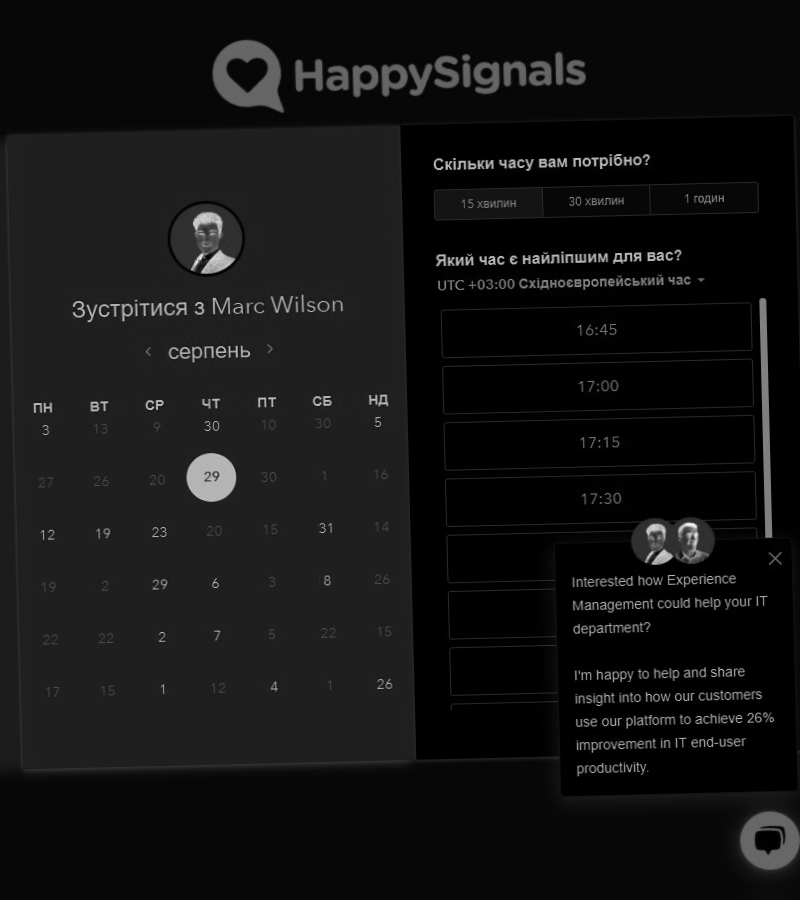 HappySignals
Зустрітися з Marc Wilson
серпень
ПН ВТ СР ЧТ ПТ СБ НД
3 13 9 30 10 30 5
27 26 20 29 30 1 16
12 19 23 20 15 31 14
19 2 29 6 3 8 26
22 22 2 7 5 22 15
17 15 1 12 4 1 26
Скільки часу вам потрібно?
15 хвилин 30 хвилин 1 годин
Який час є найліпшим для вас?
UTC +03:00 Східноєвропейський час
16:45
17:00
17:15
17:30
Interested how Experience
Management could help your IT
department?
I'm happy to help and share
insight into how our customers
use our platform to achieve 26%
improvement in IT end-user
productivity.